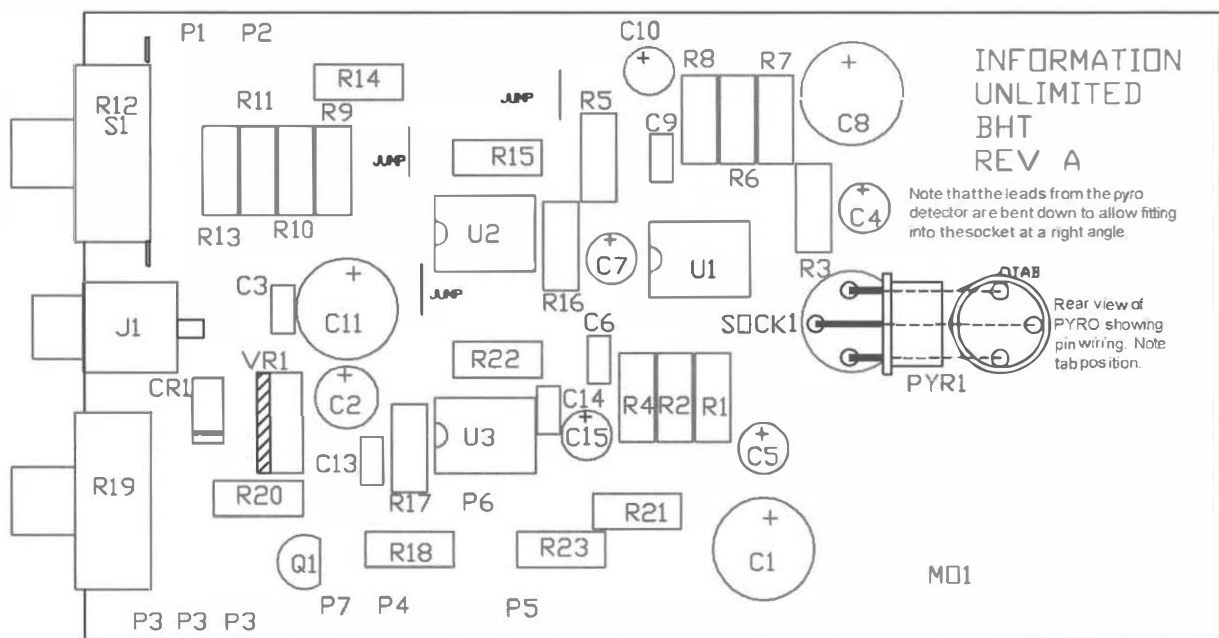 P1 P2
C10
INFORMATION
UNLIMITED
BHT
REV A
R14
R8 R7
R12
S1
R11
R9
JUMP
R5
C9
C8
JUMP
R15
R6
Note that the leads from the pyro
detector are bent down to allow fitting
into the socket at a right angle.
C4
R13 R10
U2
C7
U1
R3
R16
TAB
C3
JUMP
C11
J1
C6
SOCK1
Rear view of
PYRO showing
pin wiring. Note
tab position.
VR1
R22
PYR1
CR1
C2
C14
R4 R2 R1
U3
C15
C5
C13
R19
R20
R17
P6
R21
Q1
R18
R23
C1
MO1
P7 P4 P5
P3 P3 P3